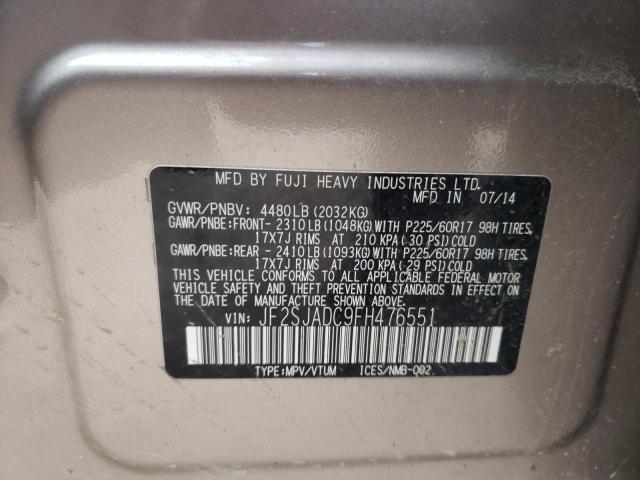 MFD BY FUJI HEAVY INDUSTRIES LTD.
MFD IN 07/14
GVWR/PNBV: 4480LB(2032KG)
GAWR/PNBE:FRONT-2310LB(1048KG)WITH P225/60R17 98H TIRES,
17X7J RIMS AT 210 KPA(30 PSI)COLD
GAWR/PNBE:REAR -2410LB(1093KG)WITH P225/60R17 98H TIRES,
17X7J RIMS AT 200 KPA(29 PSI)COLD
THIS VEHICLE CONFORMS TO ALL APPLICABLE FEDERAL MOTOR
VEHICLE SAFETY AND THEFT PREVENTION STANDARDS IN EFFECT
ON THE DATE OF MANUFACTURE SHOWN ABOVE.
VIN: JF2SJADC9FH476551
TYPE:MPV/VTUM ICES/NMB-002